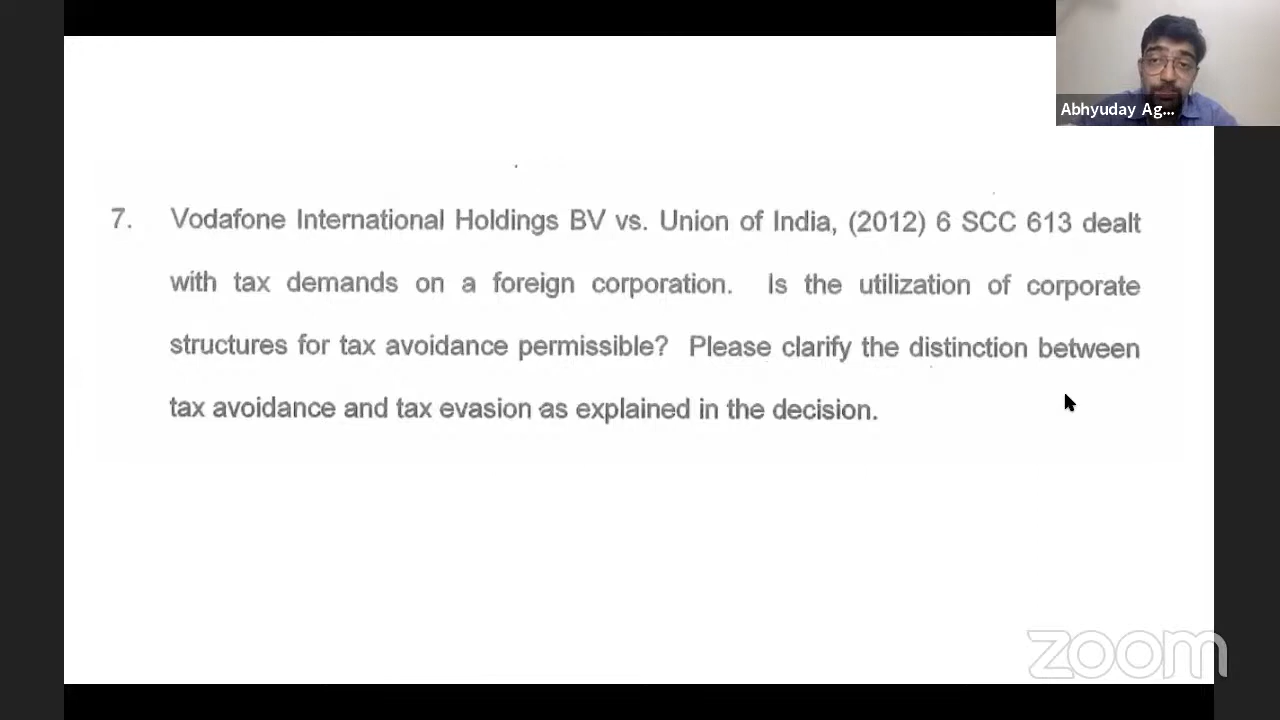 Abhyuday Ag...
7. Vodafone International Holdings BV vs. Union of India, (2012) 6 SCC 613 dealt
with tax demands on a foreign corporation. Is the utilization of corporate
structures for tax avoidance permissible? Please clarify the distinction between
tax avoidance and tax evasion as explained in the decision.
zoom